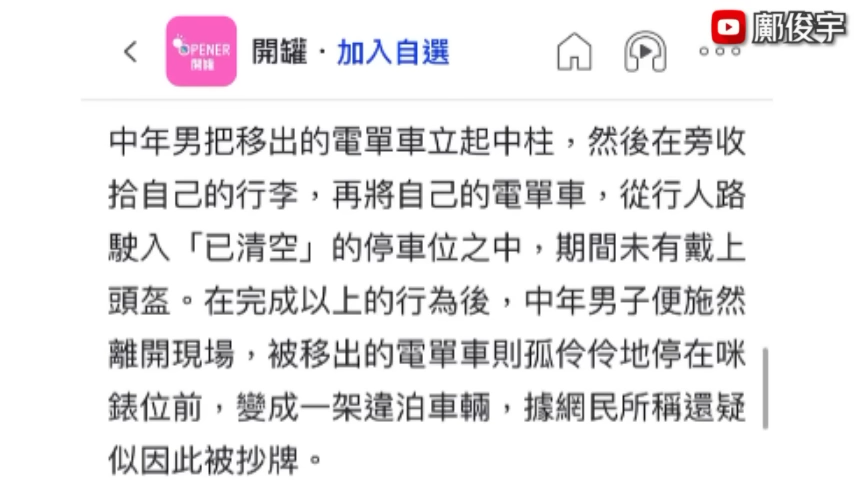 鄺俊宇
OPENER
開罐
開罐・加入自選
中年男把移出的電單車立起中柱，然後在旁收
拾自己的行李，再將自己的電單車，從行人路
駛入「已清空」的停車位之中，期間未有戴上
頭盔。在完成以上的行為後，中年男子便施然
離開現場，被移出的電單車則孤伶伶地停在咪
錶位前，變成一架違泊車輛，據網民所稱還疑
似因此被抄牌。